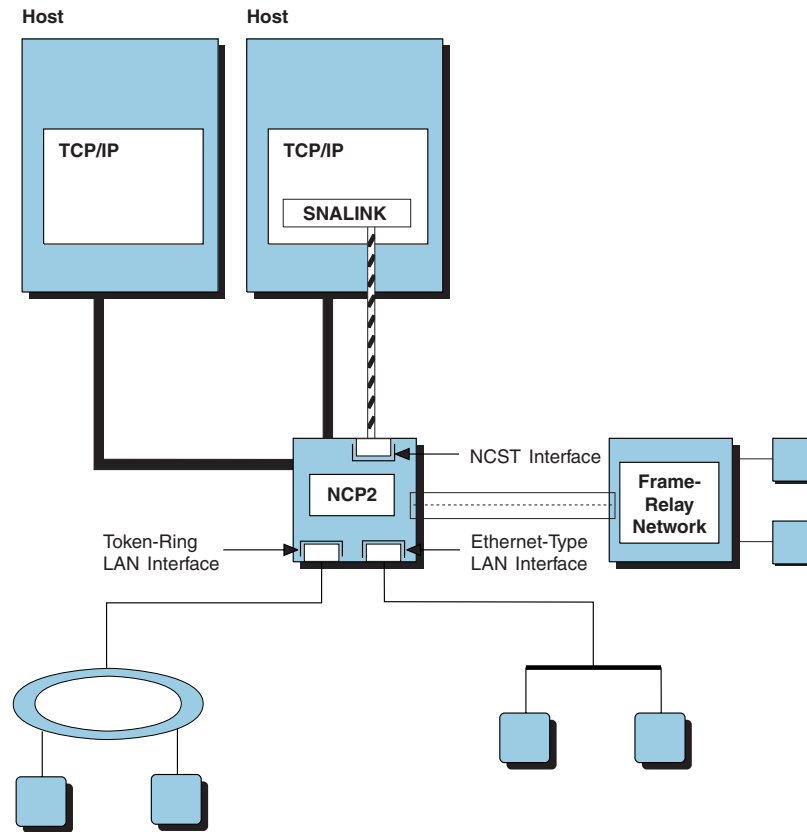 Host
Host
TCP/IP
TCP/IP
SNALINK
NCST Interface
NCP2
Frame-
Relay
Network
Token-Ring
LAN Interface
Ethernet-Type
LAN Interface